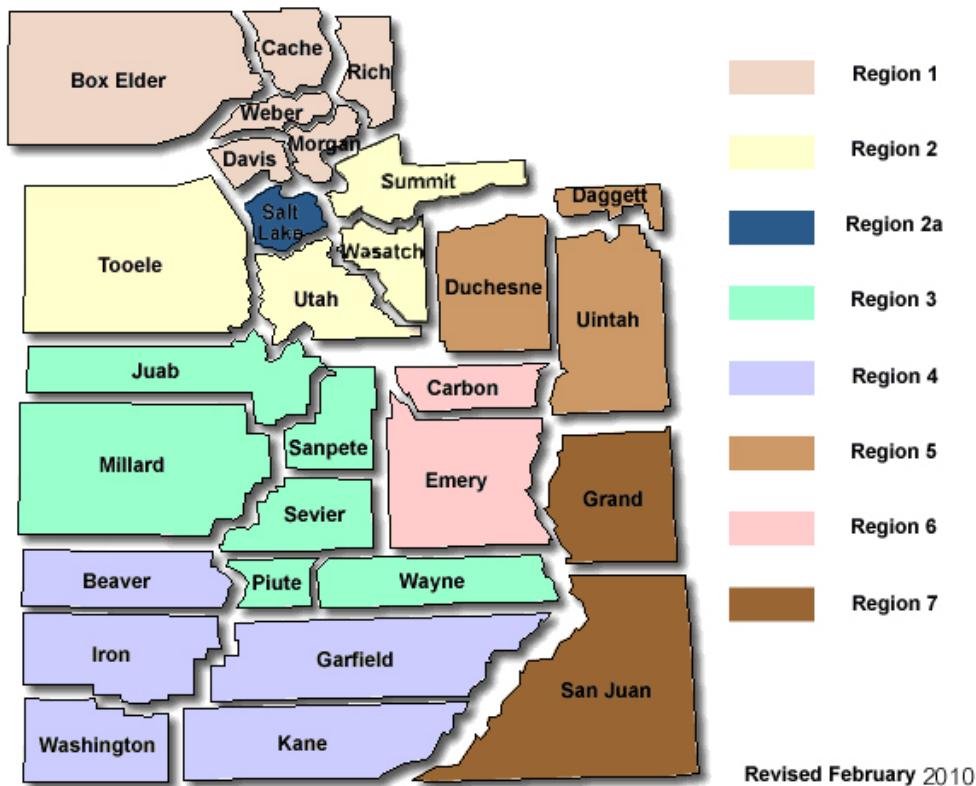 Cache
Box Elder
Rich
Weber
Morgan
Davis
Summit
Daggett
Salt
Lake
Wasatch
Tooele
Utah
Duchesne
Uintah
Juab
Carbon
Sanpete
Millard
Emery
Grand
Sevier
Beaver
Piute
Wayne
Iron
Garfield
San Juan
Washington
Kane
Region 1
Region 2
Region 2a
Region 3
Region 4
Region 5
Region 6
Region 7
Revised February 2010